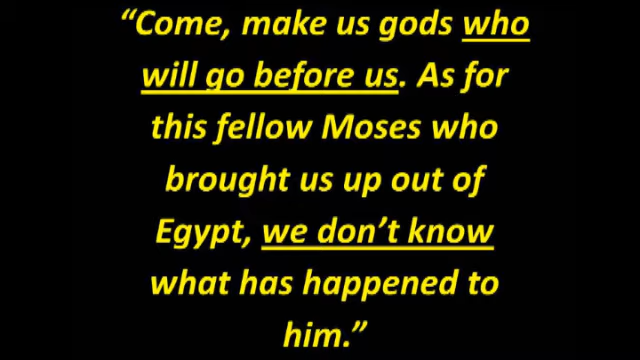 “Come, make us gods who
will go before us. As for
this fellow Moses who
brought us up out of
Egypt, we don’t know
what has happened to
him.”